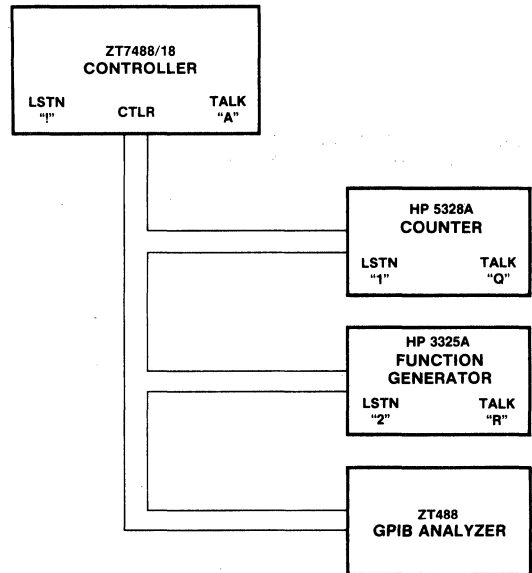 ZT7488/18
CONTROLLER
LSTN CTLR TALK
"!" "A"
HP 5328A
COUNTER
LSTN TALK
"1" "Q"
HP 3325A
FUNCTION
GENERATOR
LSTN TALK
"2" "R"
ZT488
GPIB ANALYZER